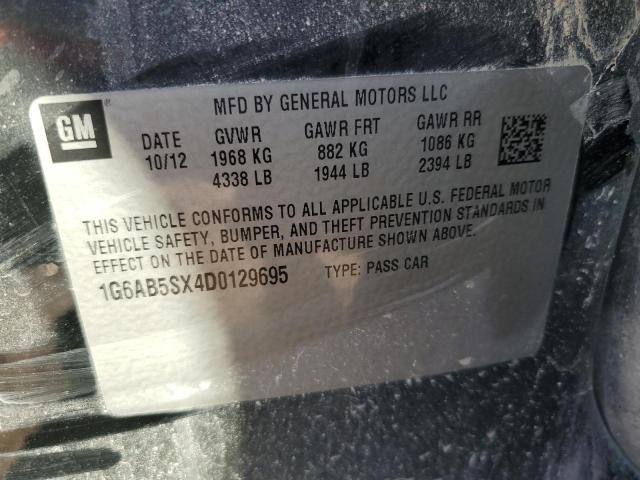 MFD BY GENERAL MOTORS LLC
GM
®
DATE GVWR GAWR FRT GAWR RR
10/12 1968 KG 882 KG 1086 KG
4338 LB 1944 LB 2394 LB
THIS VEHICLE CONFORMS TO ALL APPLICABLE U.S. FEDERAL MOTOR
VEHICLE SAFETY, BUMPER, AND THEFT PREVENTION STANDARDS IN
EFFECT ON THE DATE OF MANUFACTURE SHOWN ABOVE.
1G6AB5SX4D0129695 TYPE: PASS CAR